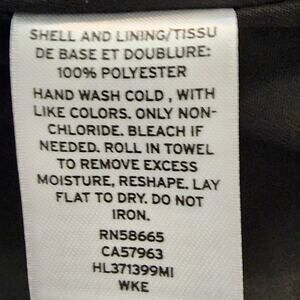 SHELL AND LINING/TISSU
DE BASE ET DOUBLURE:
100% POLYESTER
HAND WASH COLD , WITH
LIKE COLORS. ONLY NON-
CHLORIDE. BLEACH IF
NEEDED. ROLL IN TOWEL
TO REMOVE EXCESS
MOISTURE, RESHAPE. LAY
FLAT TO DRY. DO NOT
IRON.
RN58665
CA57963
HL371399MI
WKE